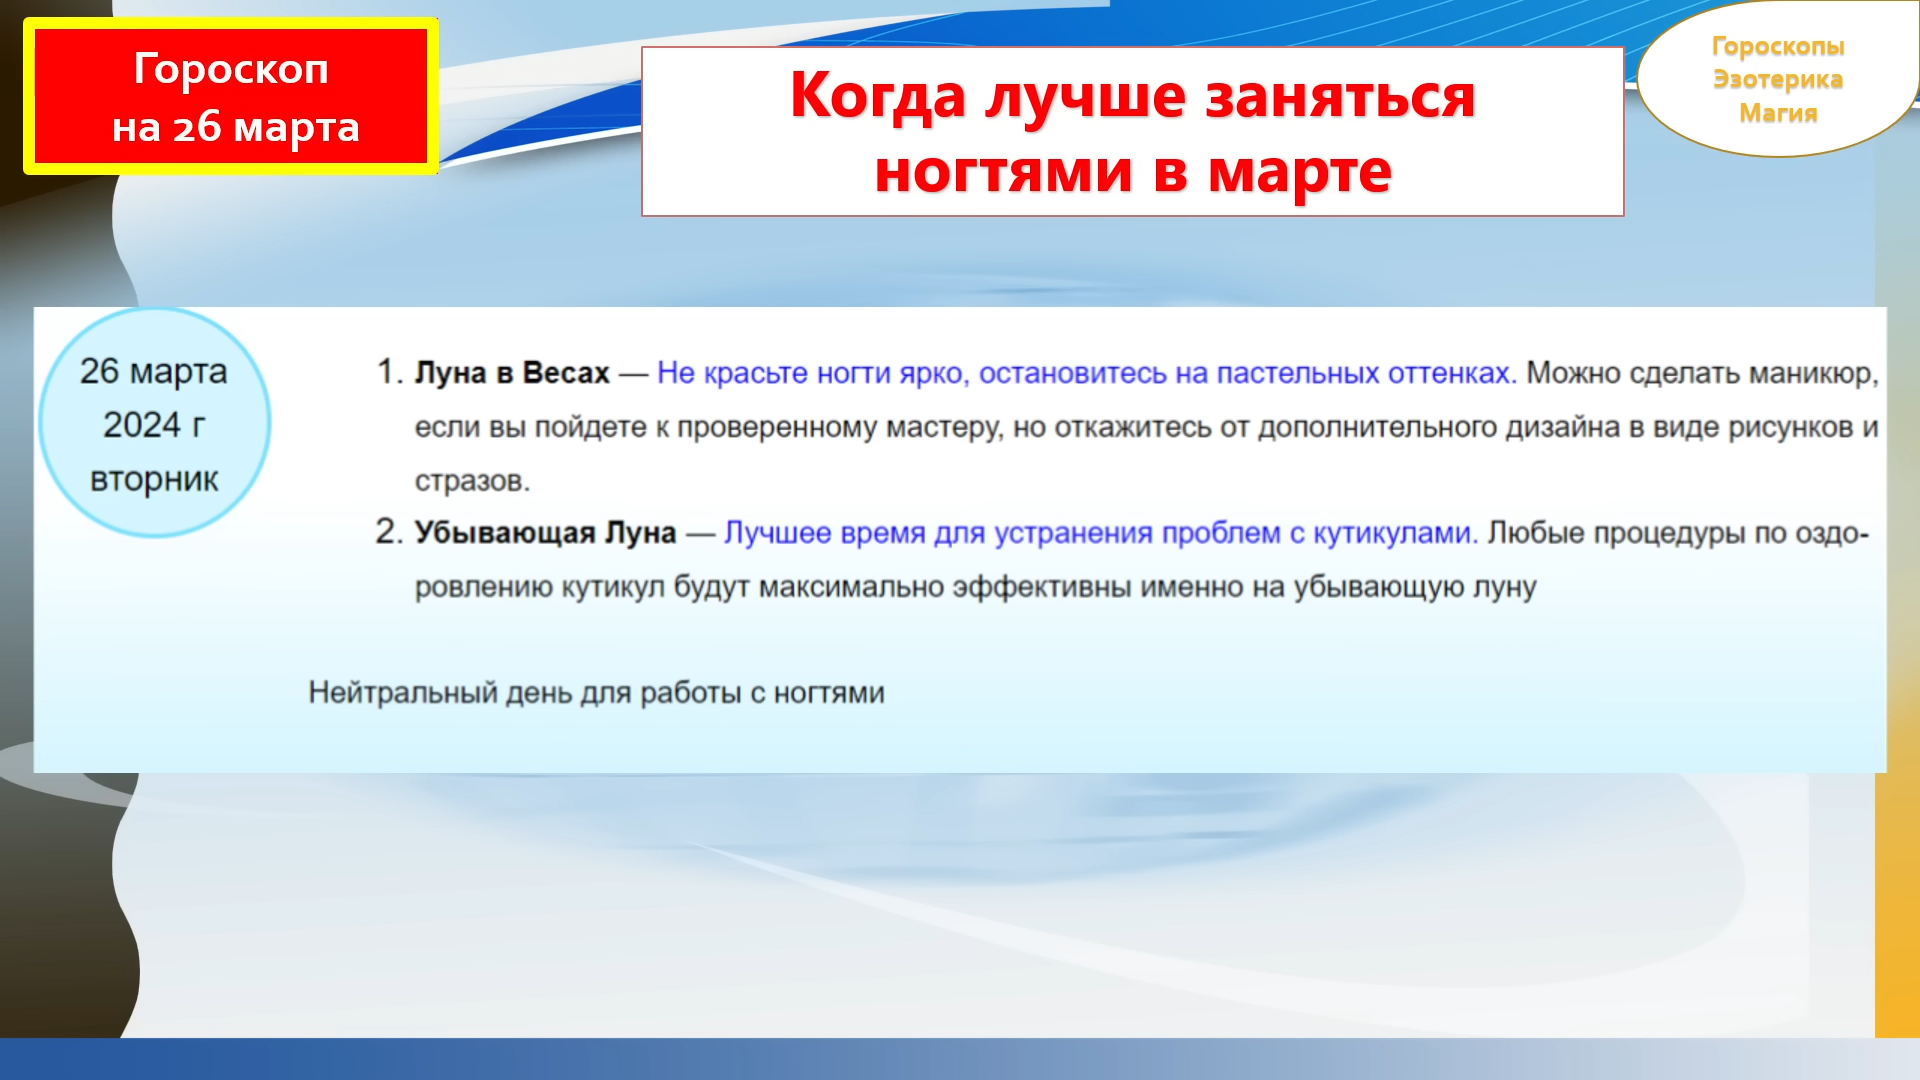 Гороскоп
на 26 марта
Когда лучше заняться
ногтями в марте
Гороскопы
Эзотерика
Магия
26 марта
2024 г
вторник
1. Луна в Весах — Не красьте ногти ярко, остановитесь на пастельных оттенках. Можно сделать маникюр,
если вы пойдете к проверенному мастеру, но откажитесь от дополнительного дизайна в виде рисунков и
стразов.
2. Убывающая Луна — Лучшее время для устранения проблем с кутикулами. Любые процедуры по оздо-
ровлению кутикул будут максимально эффективны именно на убывающую луну
Нейтральный день для работы с ногтями